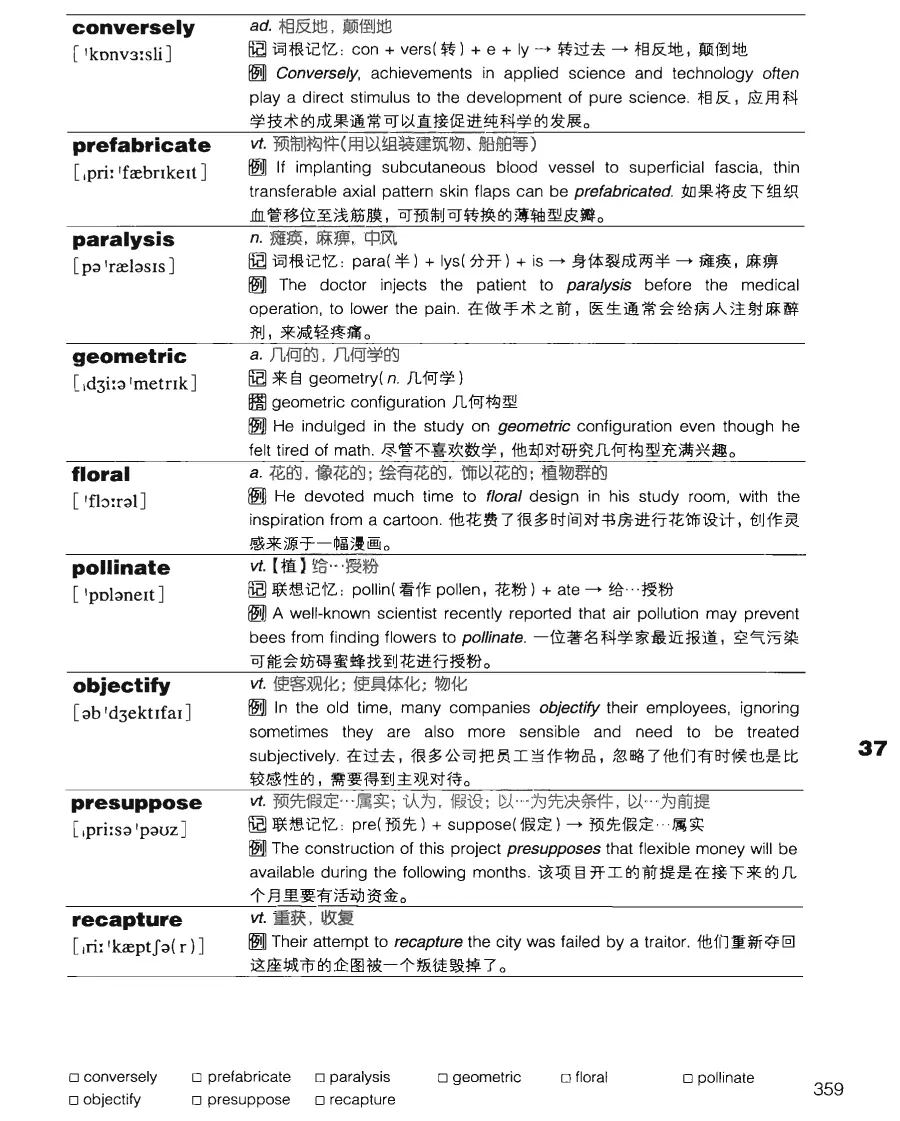 conversely
ad. 相反地, 颠倒地
[ˈkɒnvɜːsli]
记 词根记忆: con + vers(转) + e + ly → 转过去 → 相反地, 颠倒地
例 Conversely, achievements in applied science and technology often
play a direct stimulus to the development of pure science. 相反, 应用科
学技术的成果通常可以直接促进纯科学的发展。
prefabricate
vt. 预制构件(用以组装建筑物、船舶等)
[ˌpriːˈfæbrɪkeɪt]
例 If implanting subcutaneous blood vessel to superficial fascia, thin
transferable axial pattern skin flaps can be prefabricated. 如果将皮下组织
血管移位至浅筋膜, 可预制可转换的薄轴型皮瓣。
paralysis
n. 瘫痪, 麻痹, 中风
[pəˈræləsɪs]
记 词根记忆: para(半) + lys(分开) + is → 身体裂成两半 → 瘫痪, 麻痹
例 The doctor injects the patient to paralysis before the medical
operation, to lower the pain. 在做手术之前, 医生通常会给病人注射麻醉
剂, 来减轻疼痛。
geometric
a. 几何的, 几何学的
[ˌdʒiːəˈmetrɪk]
记 来自 geometry(n. 几何学)
搭 geometric configuration 几何构型
例 He indulged in the study on geometric configuration even though he
felt tired of math. 尽管不喜欢数学, 他却对研究几何构型充满兴趣。
floral
a. 花的, 像花的; 绘有花的, 饰以花的; 植物群的
[ˈflɔːrəl]
例 He devoted much time to floral design in his study room, with the
inspiration from a cartoon. 他花费了很多时间对书房进行花饰设计, 创作灵
感来源于一幅漫画。
pollinate
vt.【植】给…授粉
[ˈpɒləneɪt]
记 联想记忆: pollin(看作 pollen, 花粉) + ate → 给…授粉
例 A well-known scientist recently reported that air pollution may prevent
bees from finding flowers to pollinate. 一位著名科学家最近报道, 空气污染
可能会妨碍蜜蜂找到花进行授粉。
objectify
vt. 使客观化; 使具体化; 物化
[əbˈdʒektɪfaɪ]
例 In the old time, many companies objectify their employees, ignoring
sometimes they are also more sensible and need to be treated
subjectively. 在过去, 很多公司把员工当作物品, 忽略了他们有时候也是比
较感性的, 需要得到主观对待。
37
presuppose
vt. 预先假定…属实; 认为, 假设; 以…为先决条件, 以…为前提
[ˌpriːsəˈpəʊz]
记 联想记忆: pre(预先) + suppose(假定) → 预先假定…属实
例 The construction of this project presupposes that flexible money will be
available during the following months. 该项目开工的前提是在接下来的几
个月里要有活动资金。
recapture
vt. 重获, 收复
[ˌriːˈkæptʃə(r)]
例 Their attempt to recapture the city was failed by a traitor. 他们重新夺回
这座城市的企图被一个叛徒毁掉了。
□ conversely □ prefabricate □ paralysis □ geometric □ floral □ pollinate
□ objectify □ presuppose □ recapture
359